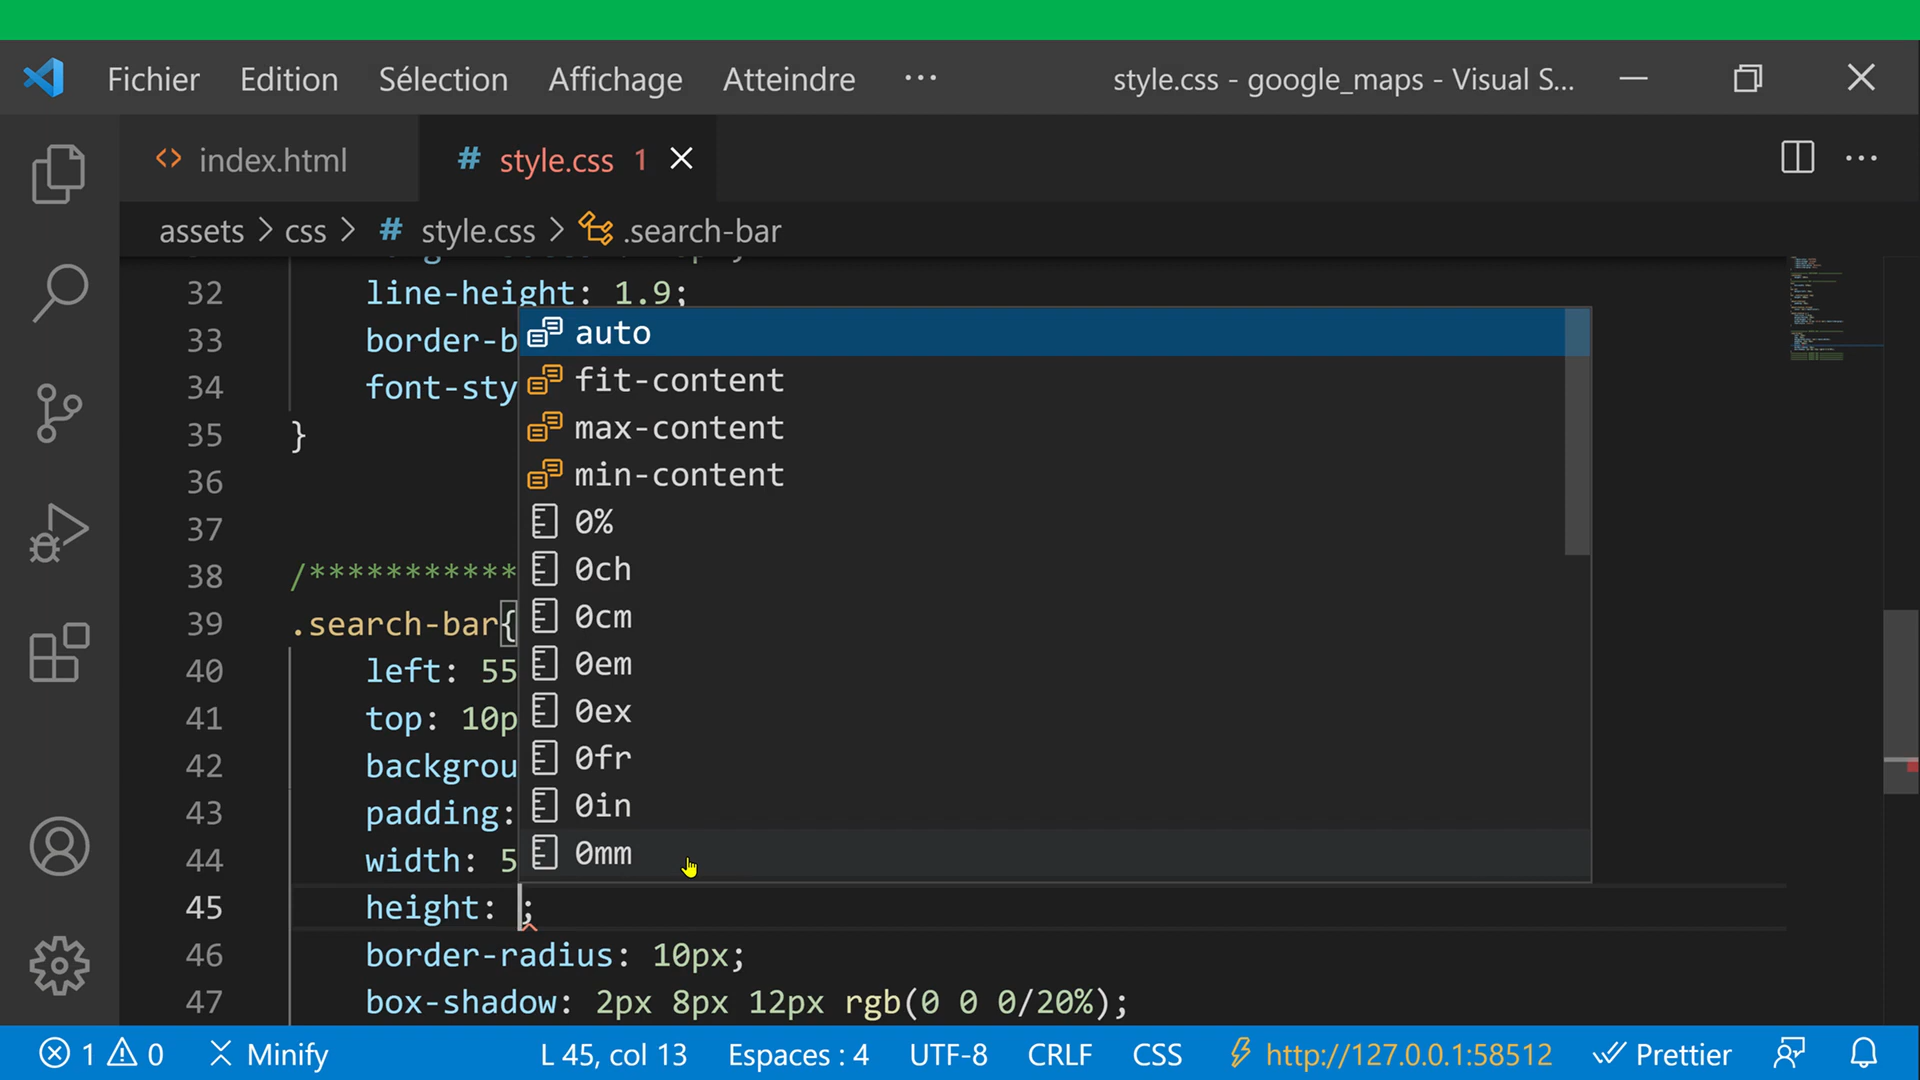 Fichier Edition Sélection Affichage Atteindre ··· style.css - google_maps - Visual S...
index.html # style.css 1
assets > css > # style.css > .search-bar
32 line-height: 1.9;
auto
33 border-b
fit-content
34 font-sty
max-content
35 }
min-content
36
0%
37
0ch
38 /***********
0cm
39 .search-bar{
0em
40 left: 55
0ex
41 top: 10p
0fr
42 backgrou
0in
43 padding:
0mm
44 width: 5
45 height: ;
46 border-radius: 10px;
47 box-shadow: 2px 8px 12px rgb(0 0 0/20%);
1 0 Minify L 45, col 13 Espaces : 4 UTF-8 CRLF CSS http://127.0.0.1:58512 Prettier